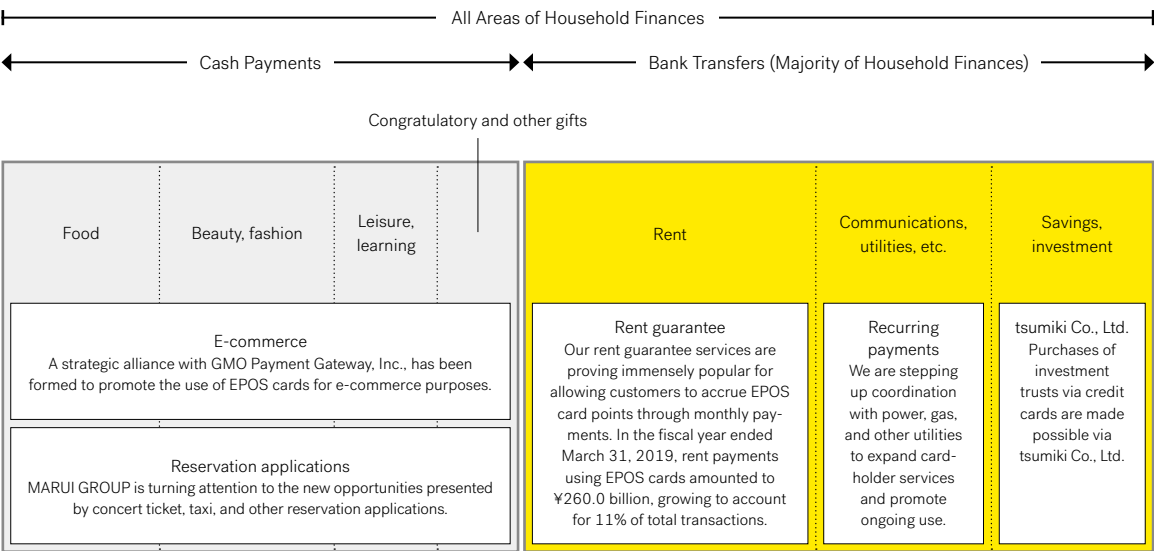 All Areas of Household Finances
Cash Payments
Bank Transfers (Majority of Household Finances)
Congratulatory and other gifts
Food
Beauty, fashion
Leisure,
learning
Rent
Communications,
utilities, etc.
Savings,
investment
E-commerce
A strategic alliance with GMO Payment Gateway, Inc., has been
formed to promote the use of EPOS cards for e-commerce purposes.
Reservation applications
MARUI GROUP is turning attention to the new opportunities presented
by concert ticket, taxi, and other reservation applications.
Rent guarantee
Our rent guarantee services are
proving immensely popular for
allowing customers to accrue EPOS
card points through monthly pay-
ments. In the fiscal year ended
March 31, 2019, rent payments
using EPOS cards amounted to
¥260.0 billion, growing to account
for 11% of total transactions.
Recurring
payments
We are stepping
up coordination
with power, gas,
and other utilities
to expand card-
holder services
and promote
ongoing use.
tsumiki Co., Ltd.
Purchases of
investment
trusts via credit
cards are made
possible via
tsumiki Co., Ltd.